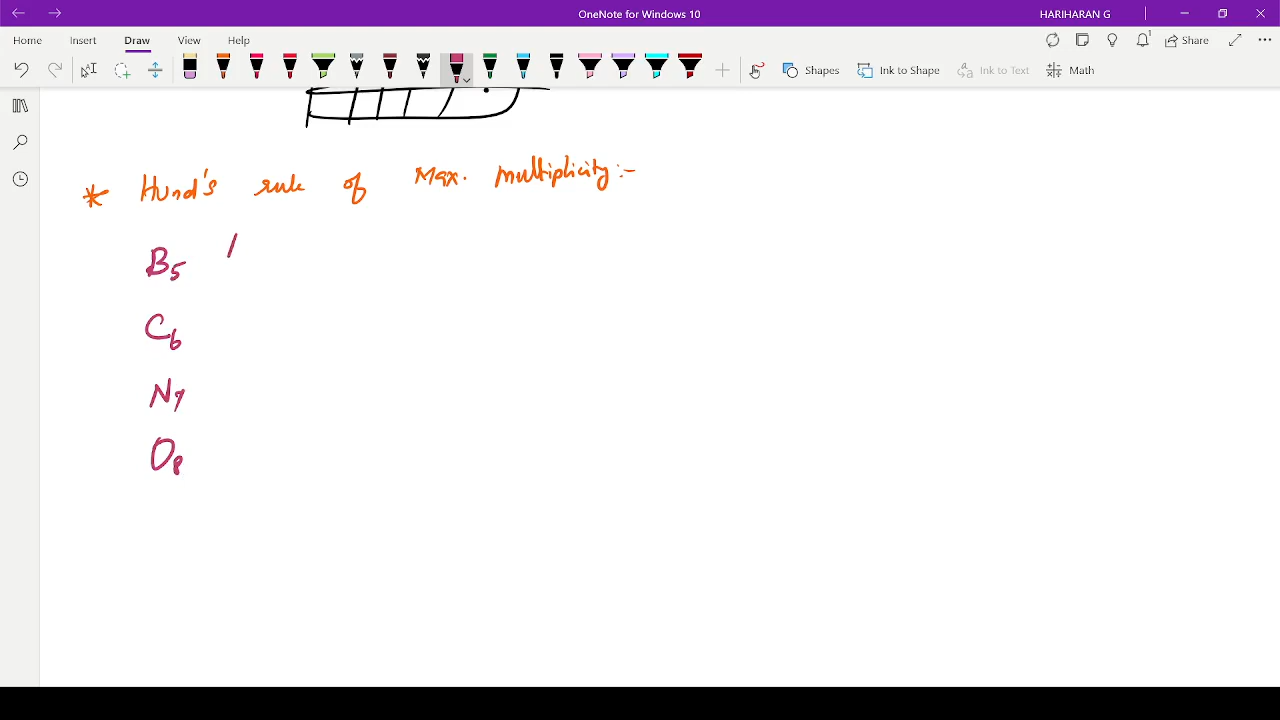 OneNote for Windows 10
HARIHARAN G
Home Insert Draw View Help
Share
Shapes Ink to Shape Ink to Text Math
* Hund's rule of Max. multiplicity :-
B5 1
C6
N7
O8